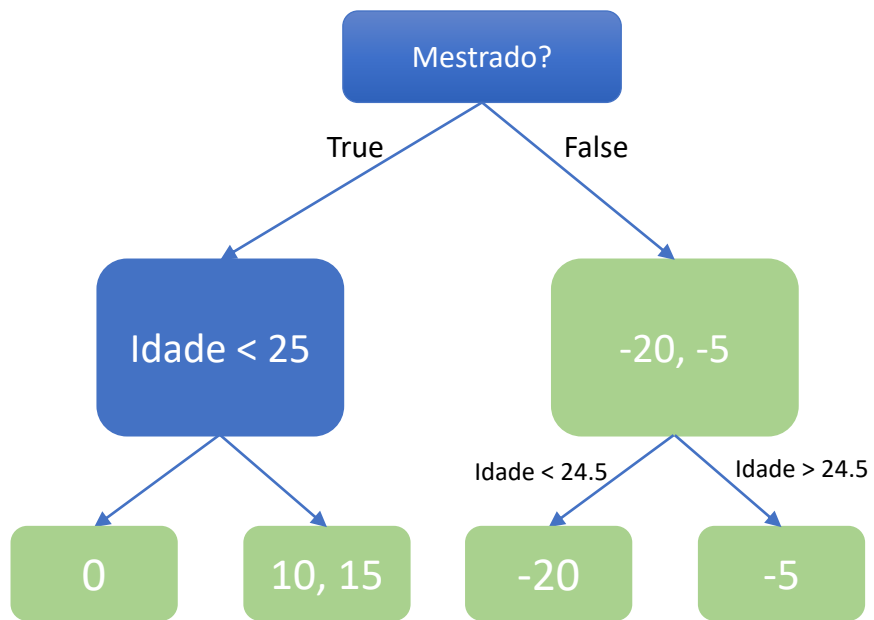 Mestrado?
True
False
Idade < 25
-20, -5
Idade < 24.5
Idade > 24.5
0
10, 15
-20
-5